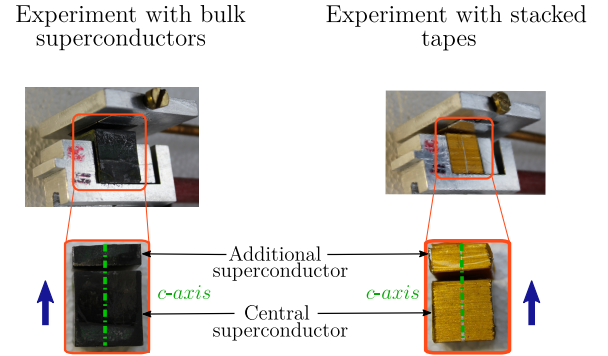 Experiment with bulk
superconductors
Experiment with stacked
tapes
Additional
superconductor
c-axis
c-axis
Central
superconductor